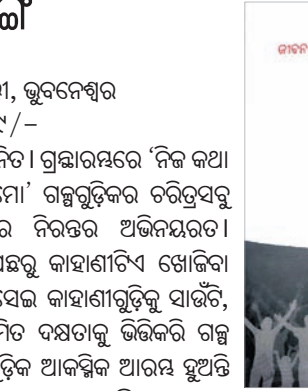 ଭୁବନେଶ୍ୱର
/–
ଗ୍ରନ୍ଥାରମ୍ଭରେ ‘ନିଜ କଥା
ଗଳ୍ପଗୁଡ଼ିକର ଚରିତ୍ରସବୁ
ନିରନ୍ତର ଅଭିନୟରତ।
କାହାଣୀଟିଏ ଖୋଜିବା
ସେଇ କାହାଣୀଗୁଡ଼ିକୁ ସାଉଁଟି,
ଦକ୍ଷତାକୁ ଭିତ୍ତିକରି ଗଳ୍ପ
ଆକସ୍ମିକ ଆରମ୍ଭ ହୁଅନ୍ତି
ଜୀବନ